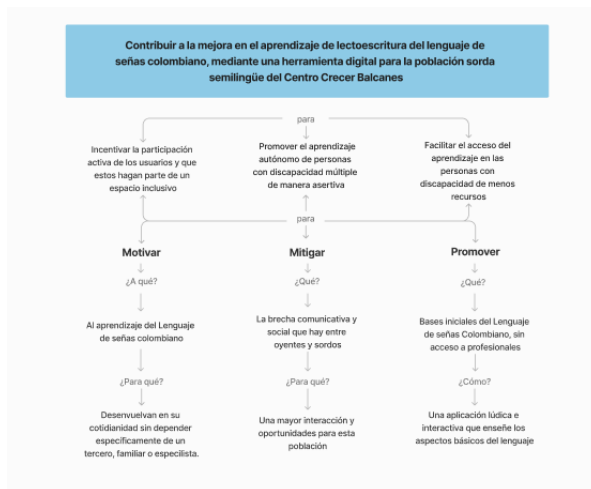 Contribuir a la mejora en el aprendizaje de lectoescritura del lenguaje de
señas colombiano, mediante una herramienta digital para la población sorda
semilingüe del Centro Crecer Balcanes
para
Incentivar la participación
activa de los usuarios y que
estos hagan parte de un
espacio inclusivo
Promover el aprendizaje
autónomo de personas
con discapacidad múltiple
de manera asertiva
Facilitar el acceso del
aprendizaje en las
personas con
discapacidad de menos
recursos
para
Motivar
Mitigar
Promover
¿A qué?
¿Qué?
¿Qué?
Al aprendizaje del Lenguaje
de señas colombiano
La brecha comunicativa y
social que hay entre
oyentes y sordos
Bases iniciales del Lenguaje
de señas Colombiano, sin
acceso a profesionales
¿Para qué?
¿Para qué?
¿Cómo?
Desenvuelvan en su
cotidianidad sin depender
específicamente de un
tercero, familiar o especilista.
Una mayor interacción y
oportunidades para esta
población
Una aplicación lúdica e
interactiva que enseñe los
aspectos básicos del lenguaje